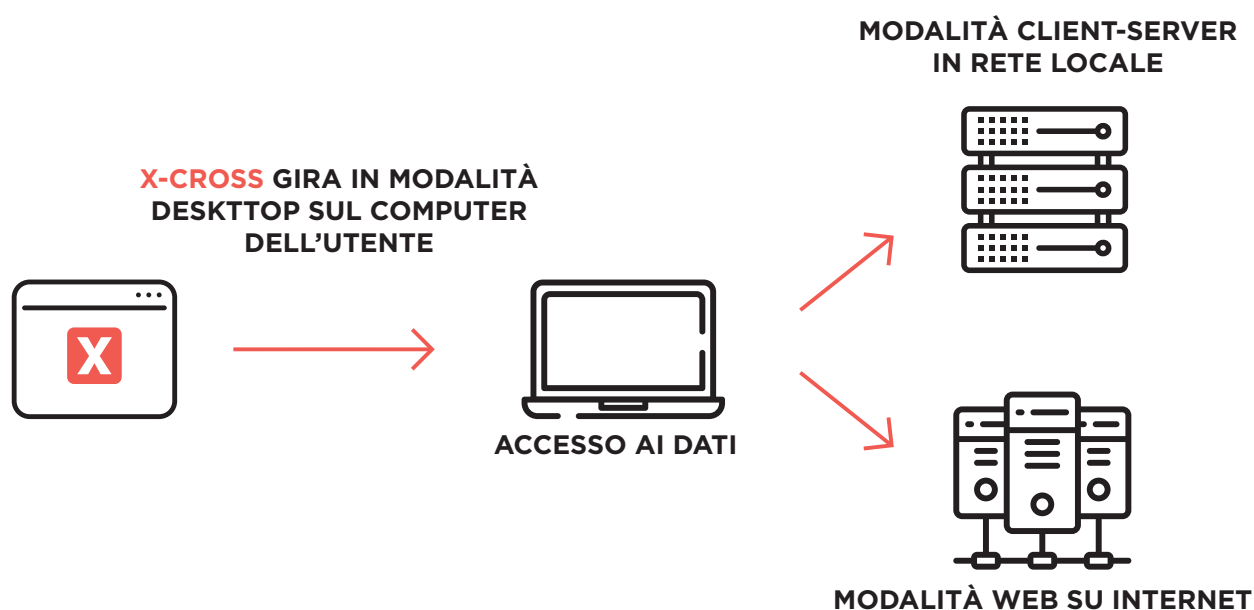 MODALITÀ CLIENT-SERVER
IN RETE LOCALE
X-CROSS GIRA IN MODALITÀ
DESKTTOP SUL COMPUTER
DELL’UTENTE
X
ACCESSO AI DATI
MODALITÀ WEB SU INTERNET